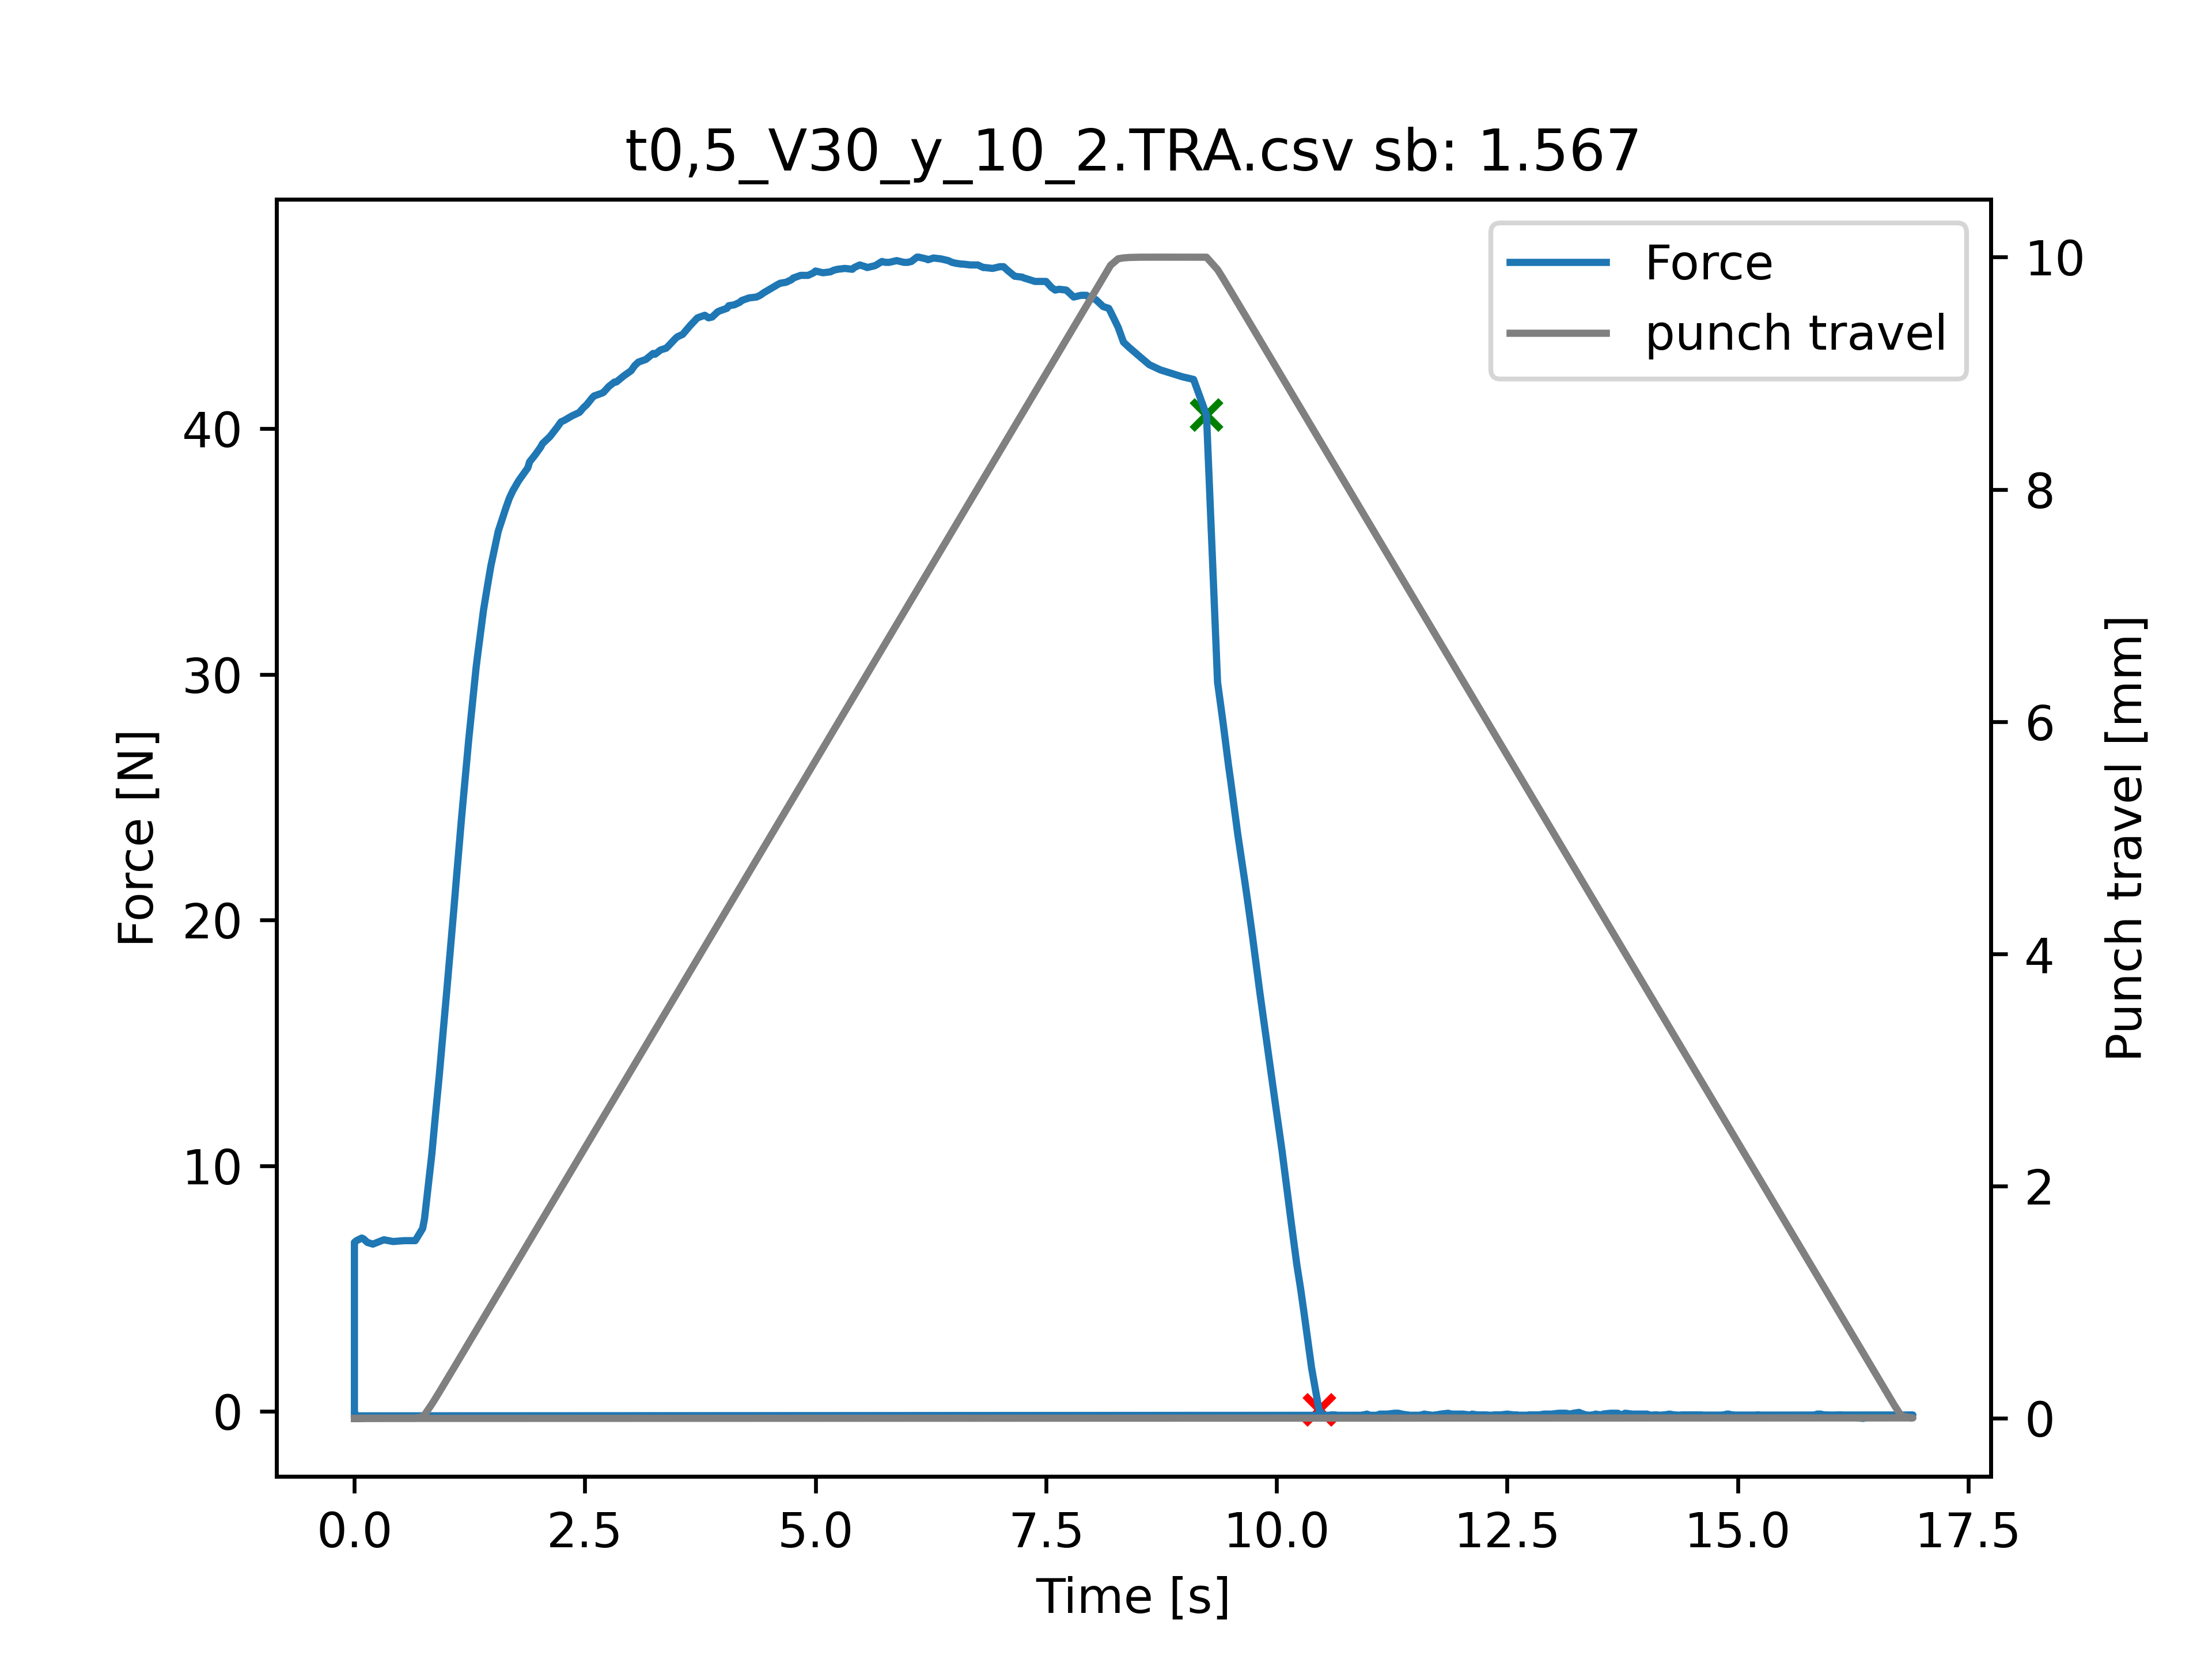 t0,5_V30_y_10_2.TRA.csv sb: 1.567
Force
punch travel
Force [N]
40
30
20
10
0
10
8
6
4
2
0
Punch travel [mm]
0.0 2.5 5.0 7.5 10.0 12.5 15.0 17.5
Time [s]